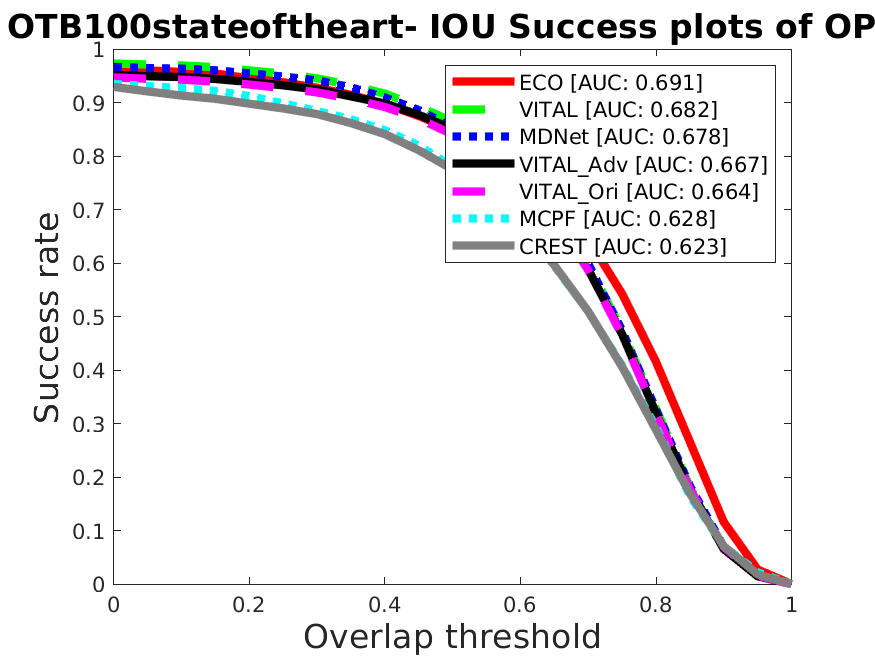 OTB100stateoftheart- IOU Success plots of OP
1
0.9
0.8
0.7
0.6
0.5
0.4
0.3
0.2
0.1
0
Success rate
ECO [AUC: 0.691]
VITAL [AUC: 0.682]
MDNet [AUC: 0.678]
VITAL_Adv [AUC: 0.667]
VITAL_Ori [AUC: 0.664]
MCPF [AUC: 0.628]
CREST [AUC: 0.623]
0 0.2 0.4 0.6 0.8 1
Overlap threshold